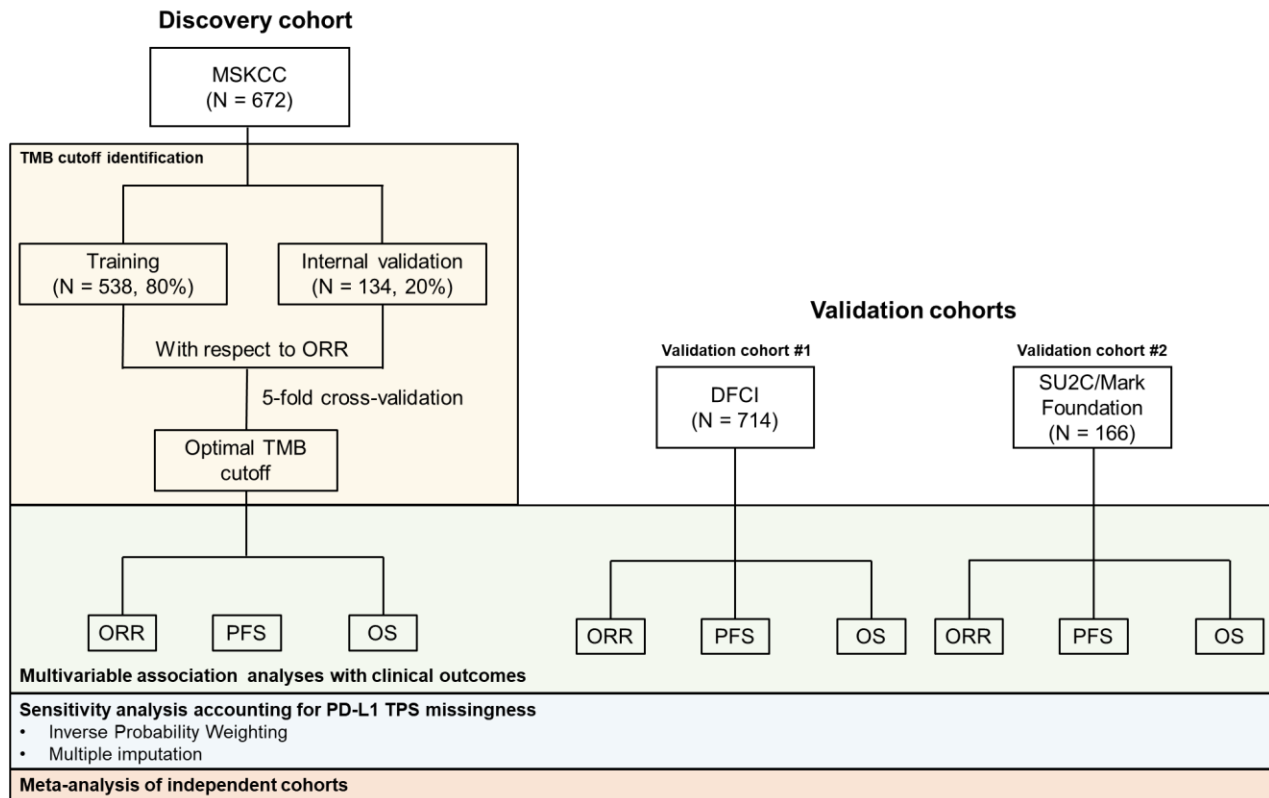 Discovery cohort
MSKCC
(N = 672)
TMB cutoff identification
Training
(N = 538, 80%)
Internal validation
(N = 134, 20%)
With respect to ORR
5-fold cross-validation
Optimal TMB
cutoff
Validation cohorts
Validation cohort #1
DFCI
(N = 714)
Validation cohort #2
SU2C/Mark
Foundation
(N = 166)
ORR
PFS
OS
ORR
PFS
OS
ORR
PFS
OS
Multivariable association analyses with clinical outcomes
Sensitivity analysis accounting for PD-L1 TPS missingness
• Inverse Probability Weighting
• Multiple imputation
Meta-analysis of independent cohorts